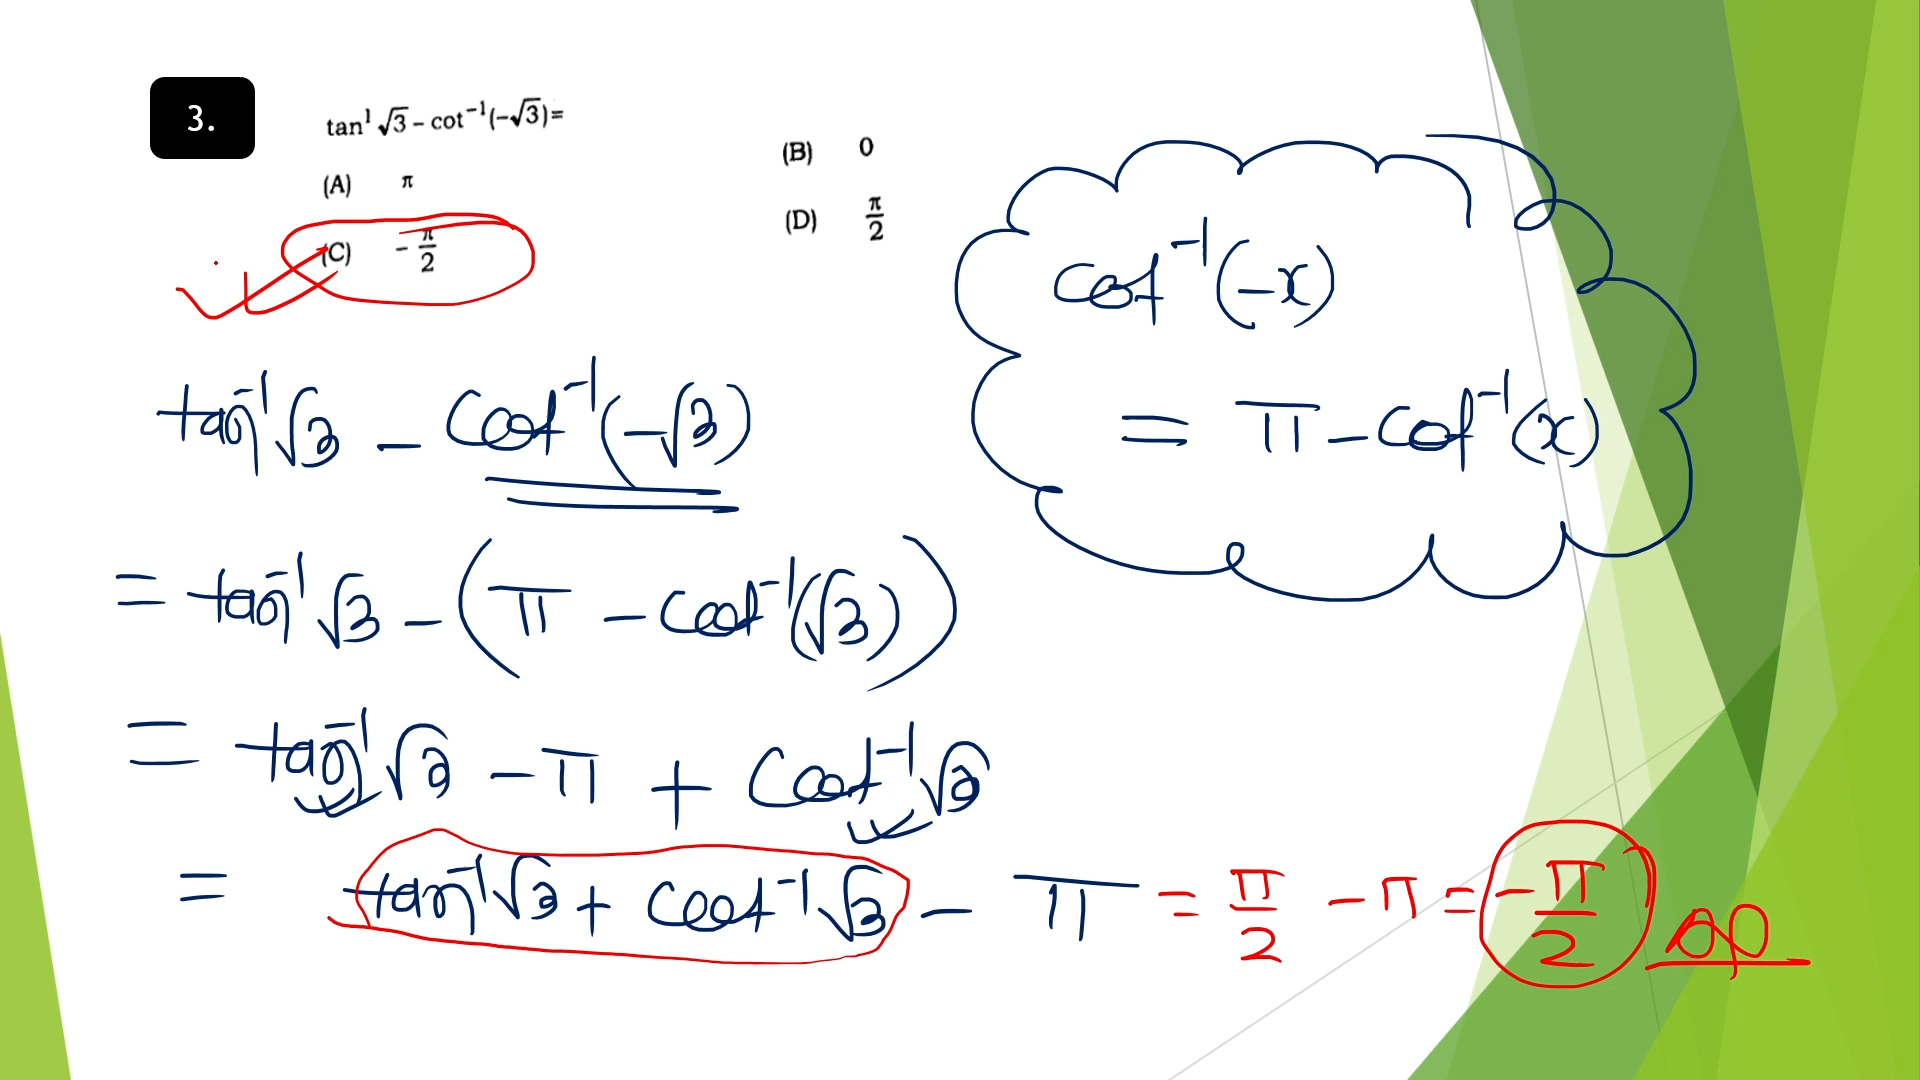 3.
tan¹ √3 – cot⁻¹(–√3)=
(A) π
(B) 0
(C) – π/2
(D) π/2
cot⁻¹(–x)
= π – cot⁻¹(x)
tan⁻¹√3 – cot⁻¹(–√3)
= tan⁻¹√3 – (π – cot⁻¹(√3))
= tan⁻¹√3 – π + cot⁻¹√3
= tan⁻¹√3 + cot⁻¹√3 – π = π/2 – π = –π/2